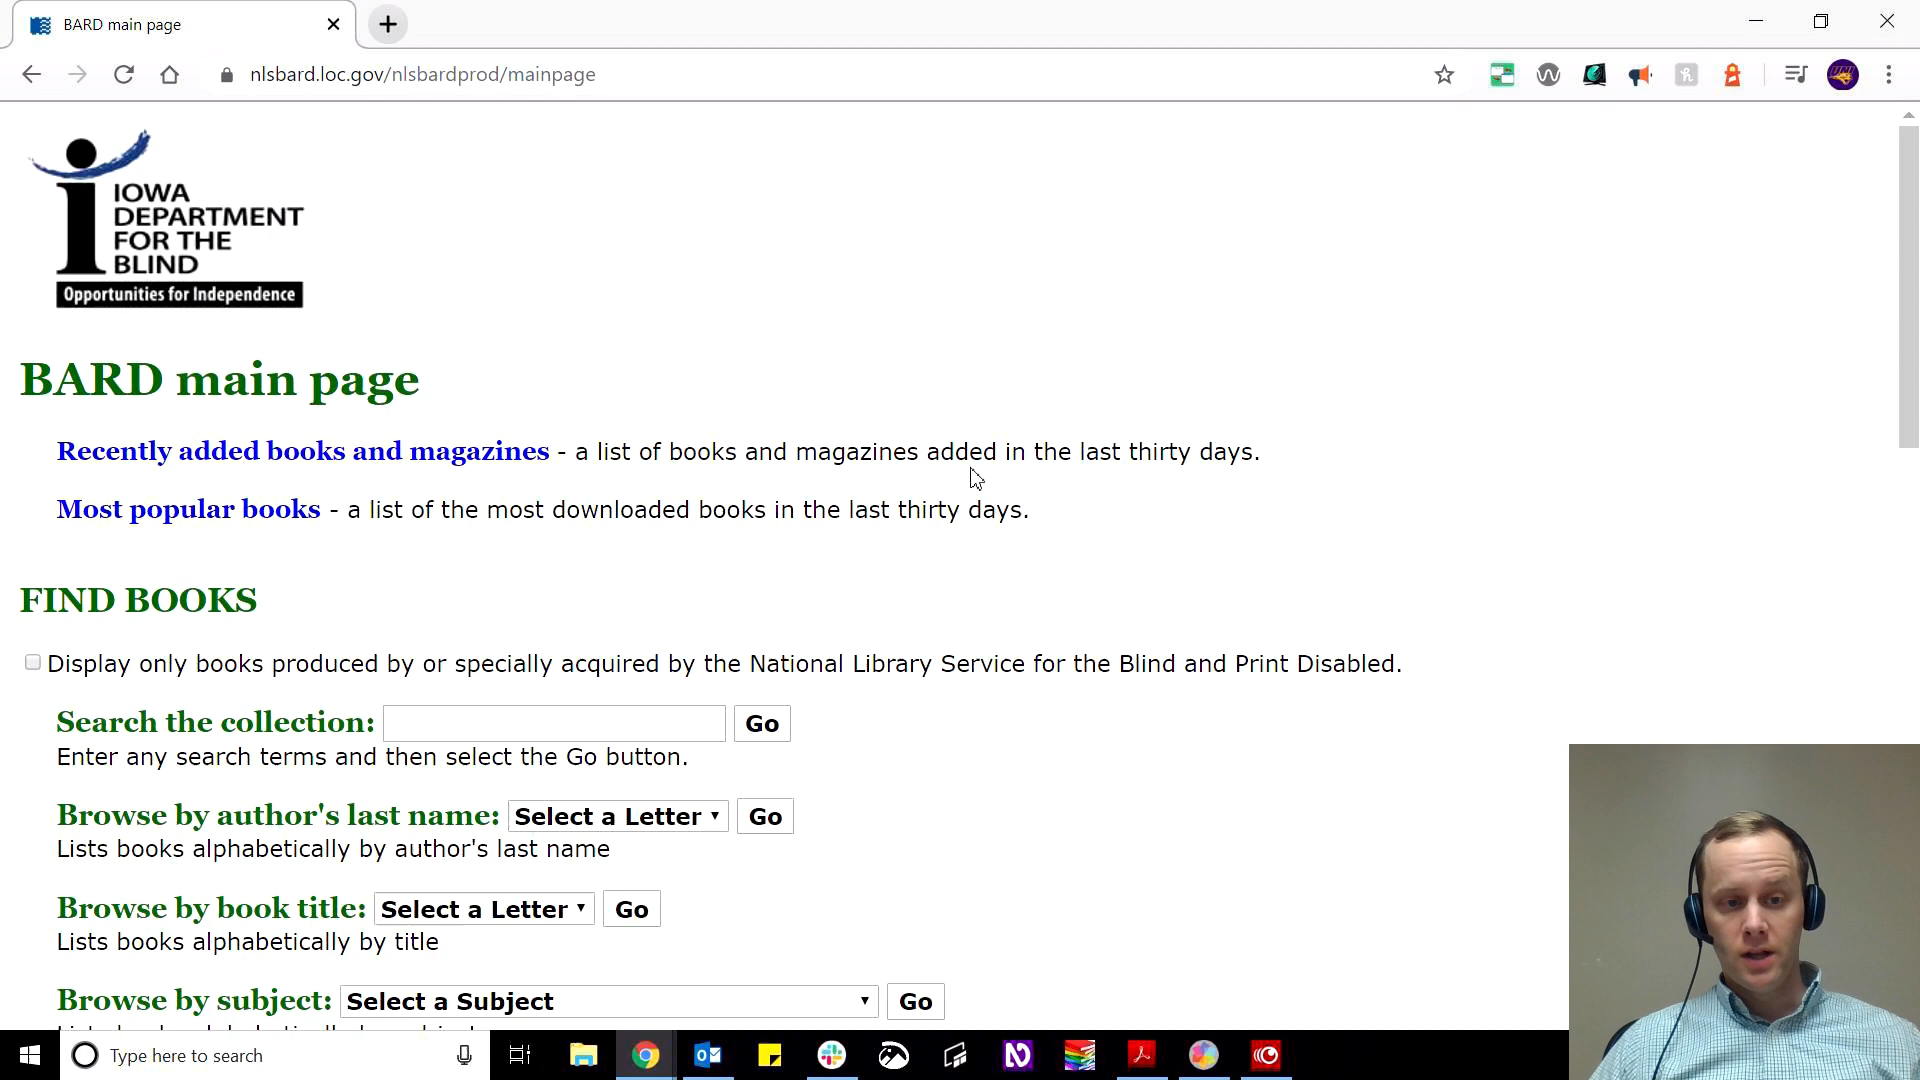 BARD main page
nlsbard.loc.gov/nlsbardprod/mainpage
IOWA
DEPARTMENT
FOR THE
BLIND
Opportunities for Independence
BARD main page
Recently added books and magazines - a list of books and magazines added in the last thirty days.
Most popular books - a list of the most downloaded books in the last thirty days.
FIND BOOKS
Display only books produced by or specially acquired by the National Library Service for the Blind and Print Disabled.
Search the collection: Go
Enter any search terms and then select the Go button.
Browse by author's last name: Select a Letter Go
Lists books alphabetically by author's last name
Browse by book title: Select a Letter Go
Lists books alphabetically by title
Browse by subject: Select a Subject Go
Type here to search